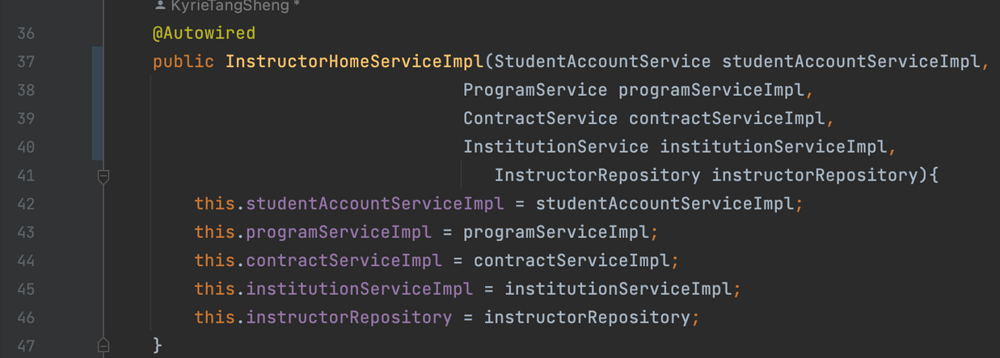 KyrieTangSheng *
36 @Autowired
37 public InstructorHomeServiceImpl(StudentAccountService studentAccountServiceImpl,
38 ProgramService programServiceImpl,
39 ContractService contractServiceImpl,
40 InstitutionService institutionServiceImpl,
41 InstructorRepository instructorRepository){
42 this.studentAccountServiceImpl = studentAccountServiceImpl;
43 this.programServiceImpl = programServiceImpl;
44 this.contractServiceImpl = contractServiceImpl;
45 this.institutionServiceImpl = institutionServiceImpl;
46 this.instructorRepository = instructorRepository;
47 }